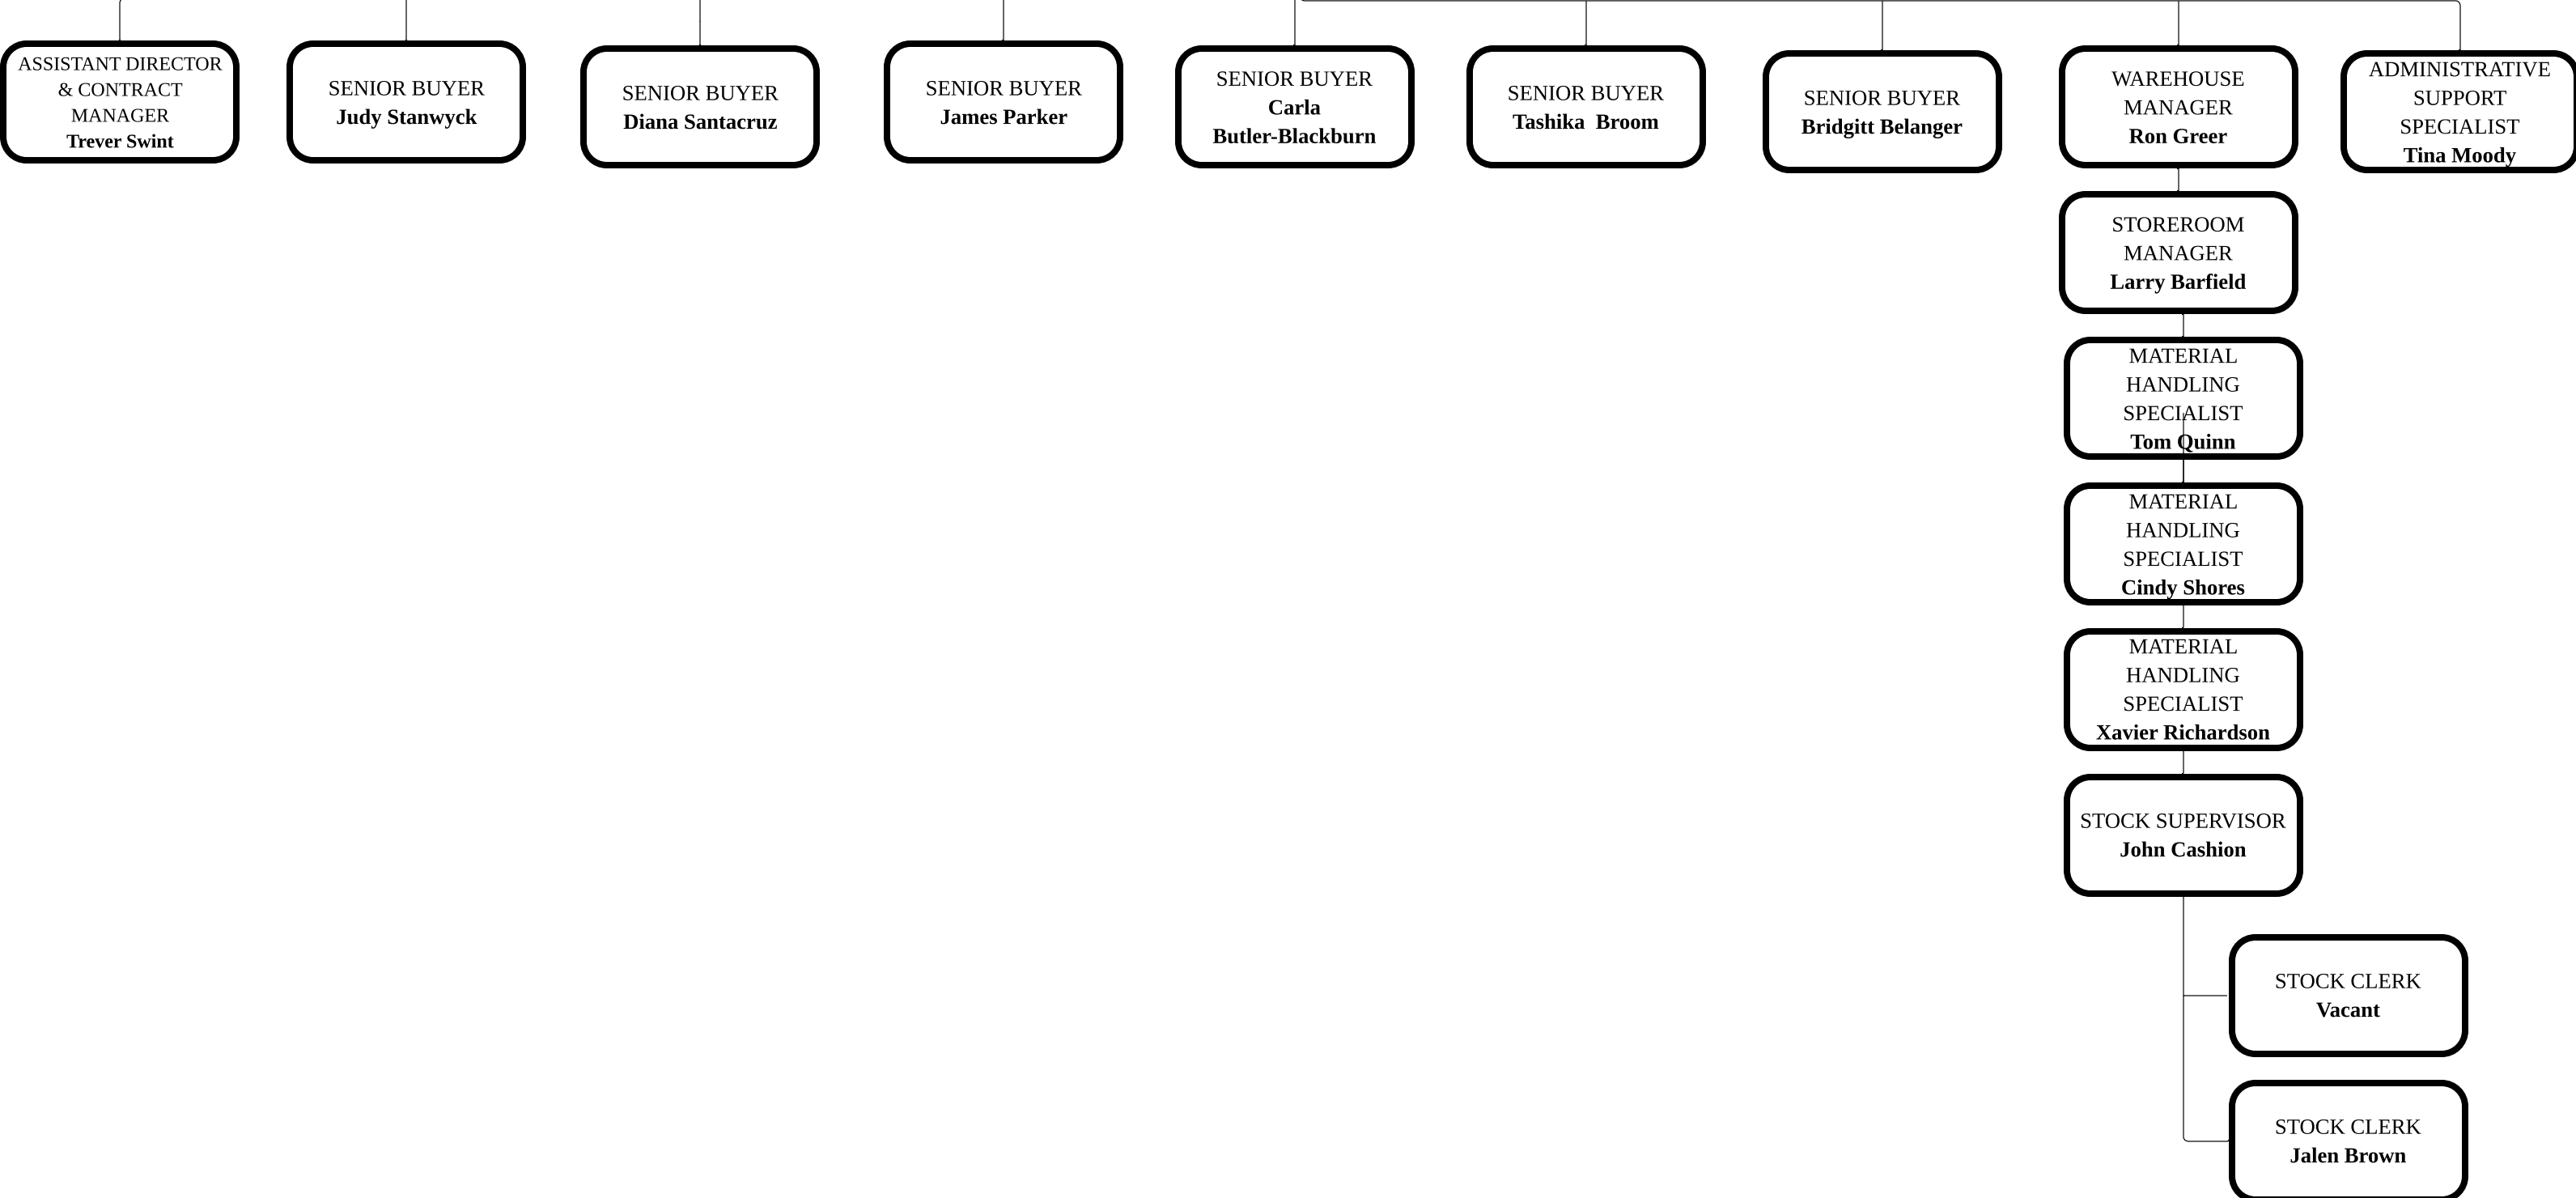 ASSISTANT DIRECTOR
& CONTRACT
MANAGER
Trever Swint
SENIOR BUYER
Judy Stanwyck
SENIOR BUYER
Diana Santacruz
SENIOR BUYER
James Parker
SENIOR BUYER
Carla
Butler-Blackburn
SENIOR BUYER
Tashika  Broom
SENIOR BUYER
Bridgitt Belanger
WAREHOUSE
MANAGER
Ron Greer
ADMINISTRATIVE
SUPPORT
SPECIALIST
Tina Moody
STOREROOM
MANAGER
Larry Barfield
MATERIAL
HANDLING
SPECIALIST
Tom Quinn
MATERIAL
HANDLING
SPECIALIST
Cindy Shores
MATERIAL
HANDLING
SPECIALIST
Xavier Richardson
STOCK SUPERVISOR
John Cashion
STOCK CLERK
Vacant
STOCK CLERK
Jalen Brown